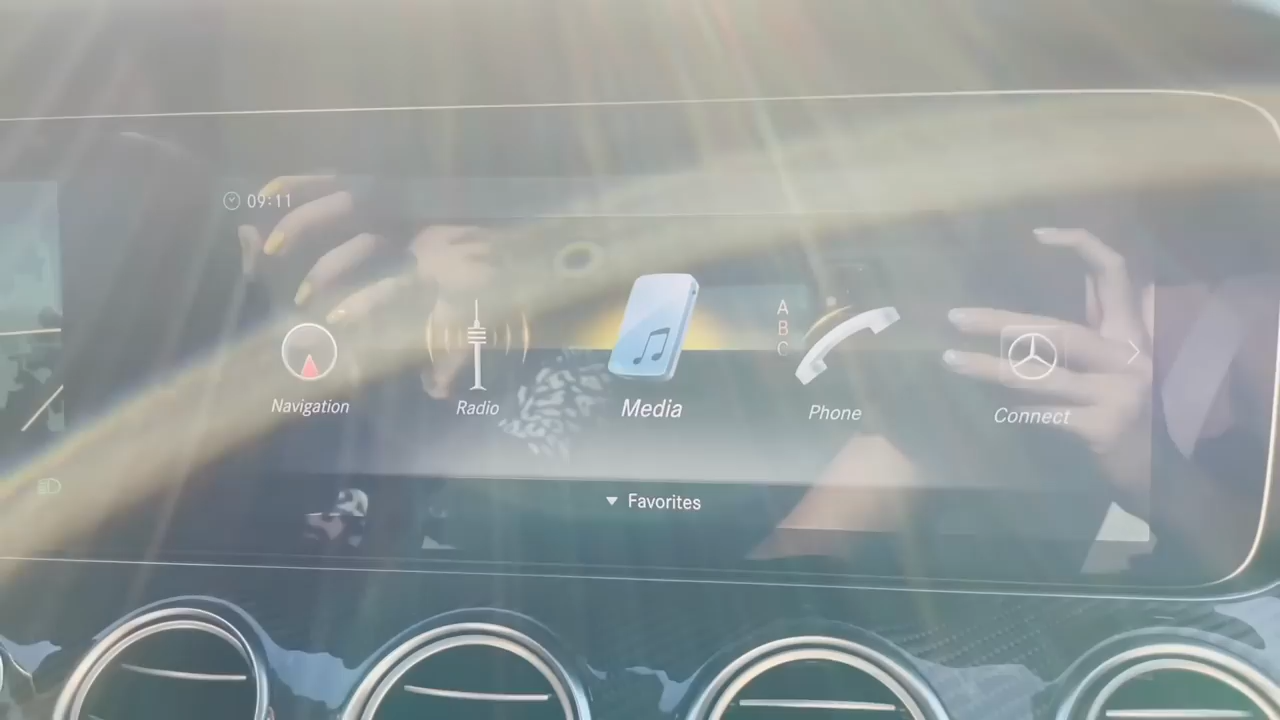 09:11
A
B
C
Navigation
Radio
Media
Phone
Connect
Favorites